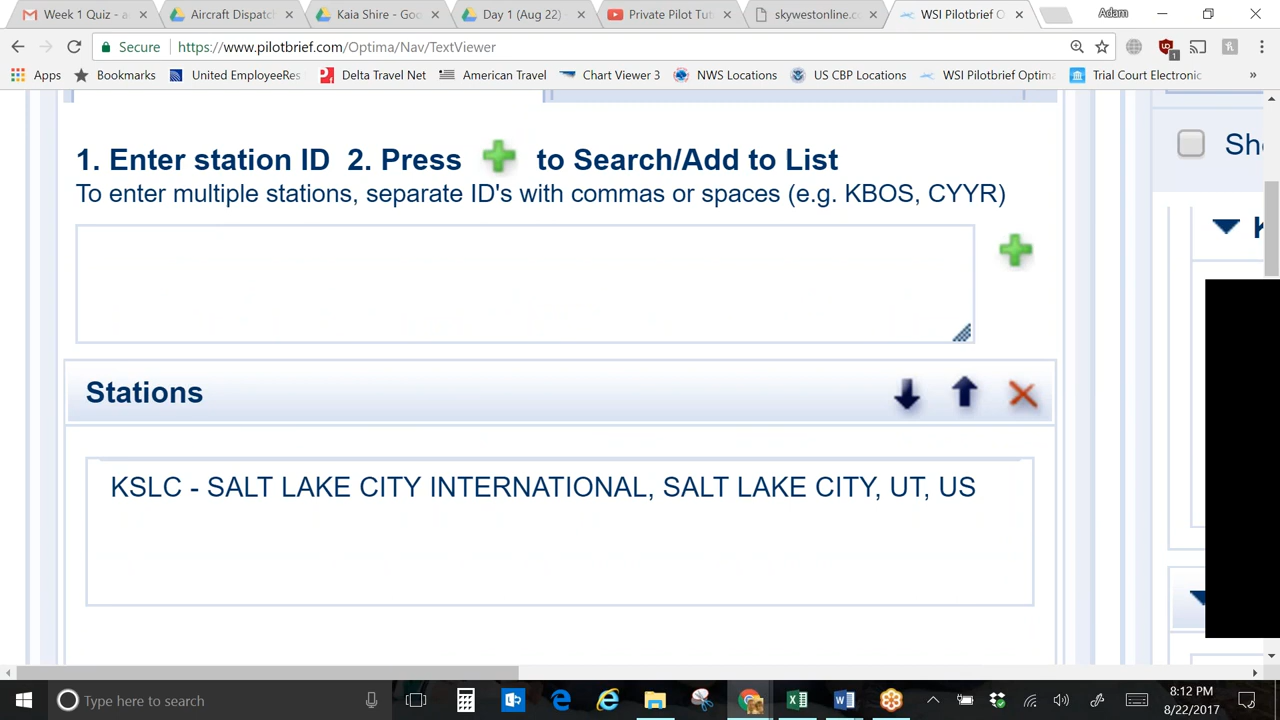 Week 1 Quiz - a
Aircraft Dispatc
Kaia Shire - Goo
Day 1 (Aug 22)
Private Pilot Tut
skywestonline.co
WSI Pilotbrief O
Adam
Secure
https://www.pilotbrief.com/Optima/Nav/TextViewer
Apps
Bookmarks
United EmployeeRes
Delta Travel Net
American Travel
Chart Viewer 3
NWS Locations
US CBP Locations
WSI Pilotbrief Optima
Trial Court Electronic
1. Enter station ID 2. Press to Search/Add to List
To enter multiple stations, separate ID's with commas or spaces (e.g. KBOS, CYYR)
Sh
Stations
KSLC - SALT LAKE CITY INTERNATIONAL, SALT LAKE CITY, UT, US
Type here to search
8:12 PM
8/22/2017